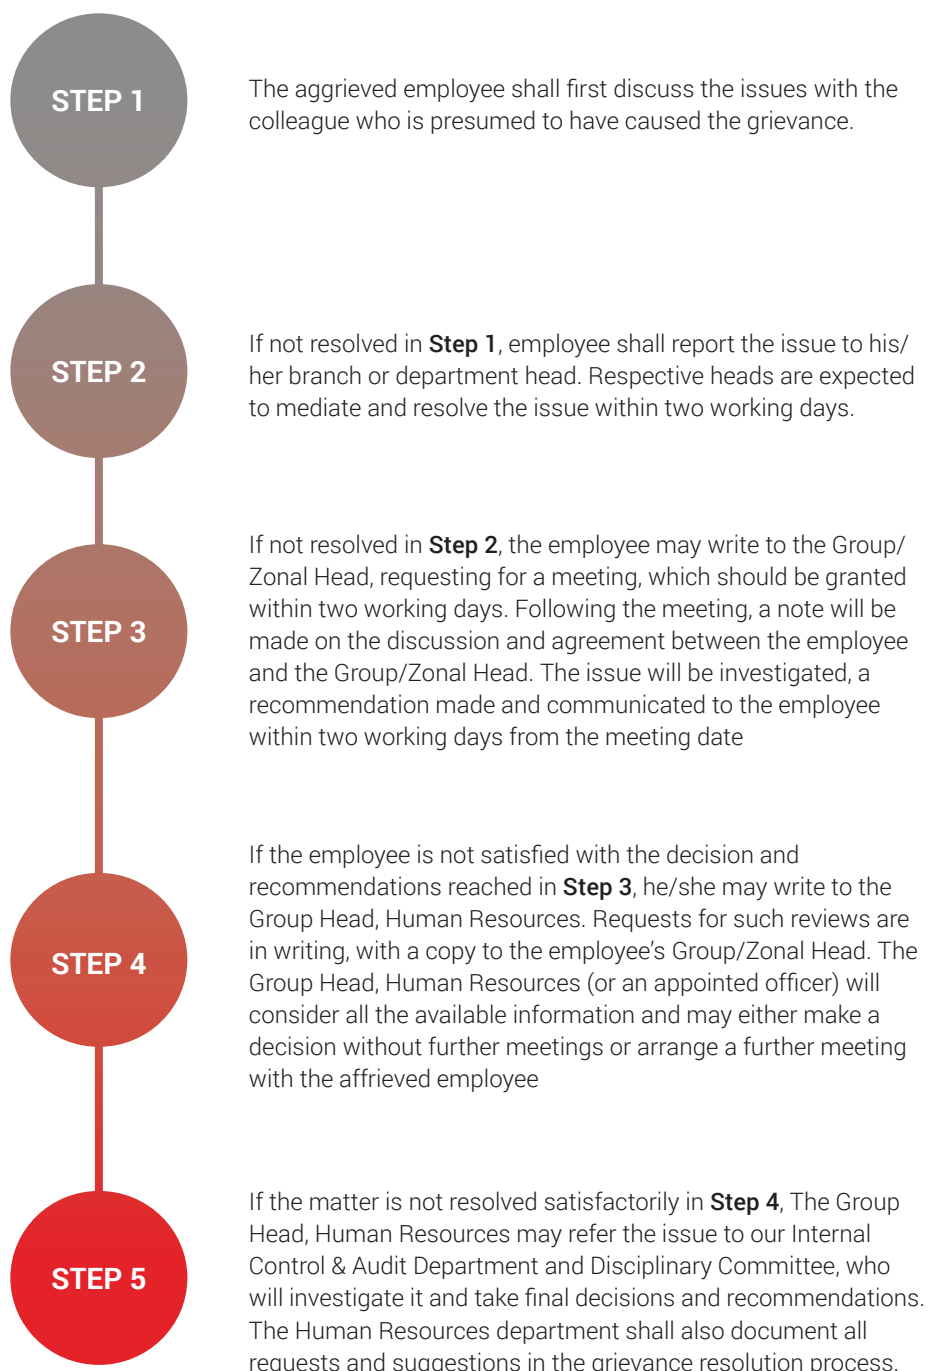 STEP 1
The aggrieved employee shall first discuss the issues with the
colleague who is presumed to have caused the grievance.
STEP 2
If not resolved in Step 1, employee shall report the issue to his/
her branch or department head. Respective heads are expected
to mediate and resolve the issue within two working days.
STEP 3
If not resolved in Step 2, the employee may write to the Group/
Zonal Head, requesting for a meeting, which should be granted
within two working days. Following the meeting, a note will be
made on the discussion and agreement between the employee
and the Group/Zonal Head. The issue will be investigated, a
recommendation made and communicated to the employee
within two working days from the meeting date
STEP 4
If the employee is not satisfied with the decision and
recommendations reached in Step 3, he/she may write to the
Group Head, Human Resources. Requests for such reviews are
in writing, with a copy to the employee’s Group/Zonal Head. The
Group Head, Human Resources (or an appointed officer) will
consider all the available information and may either make a
decision without further meetings or arrange a further meeting
with the affrieved employee
STEP 5
If the matter is not resolved satisfactorily in Step 4, The Group
Head, Human Resources may refer the issue to our Internal
Control & Audit Department and Disciplinary Committee, who
will investigate it and take final decisions and recommendations.
The Human Resources department shall also document all
requests and suggestions in the grievance resolution process.